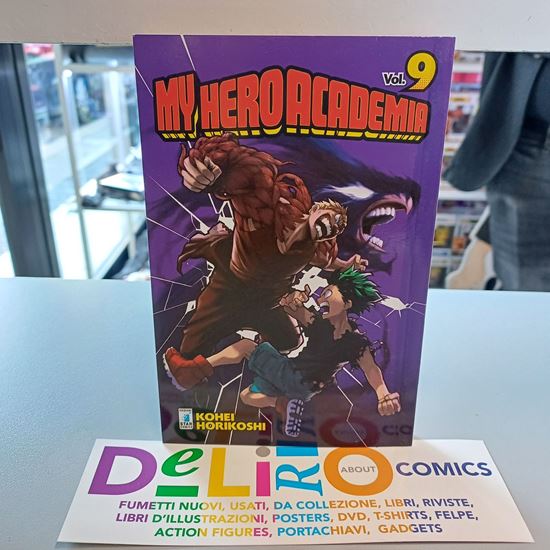 Vol. 9
MY HERO ACADEMIA
STAR
COMICS
KOHEI
HORIKOSHI
DeLiRiO ABOUT COMICS
FUMETTI NUOVI, USATI, DA COLLEZIONE, LIBRI, RIVISTE,
LIBRI D'ILLUSTRAZIONI, POSTERS, DVD, T-SHIRTS, FELPE,
ACTION FIGURES, PORTACHIAVI, GADGETS